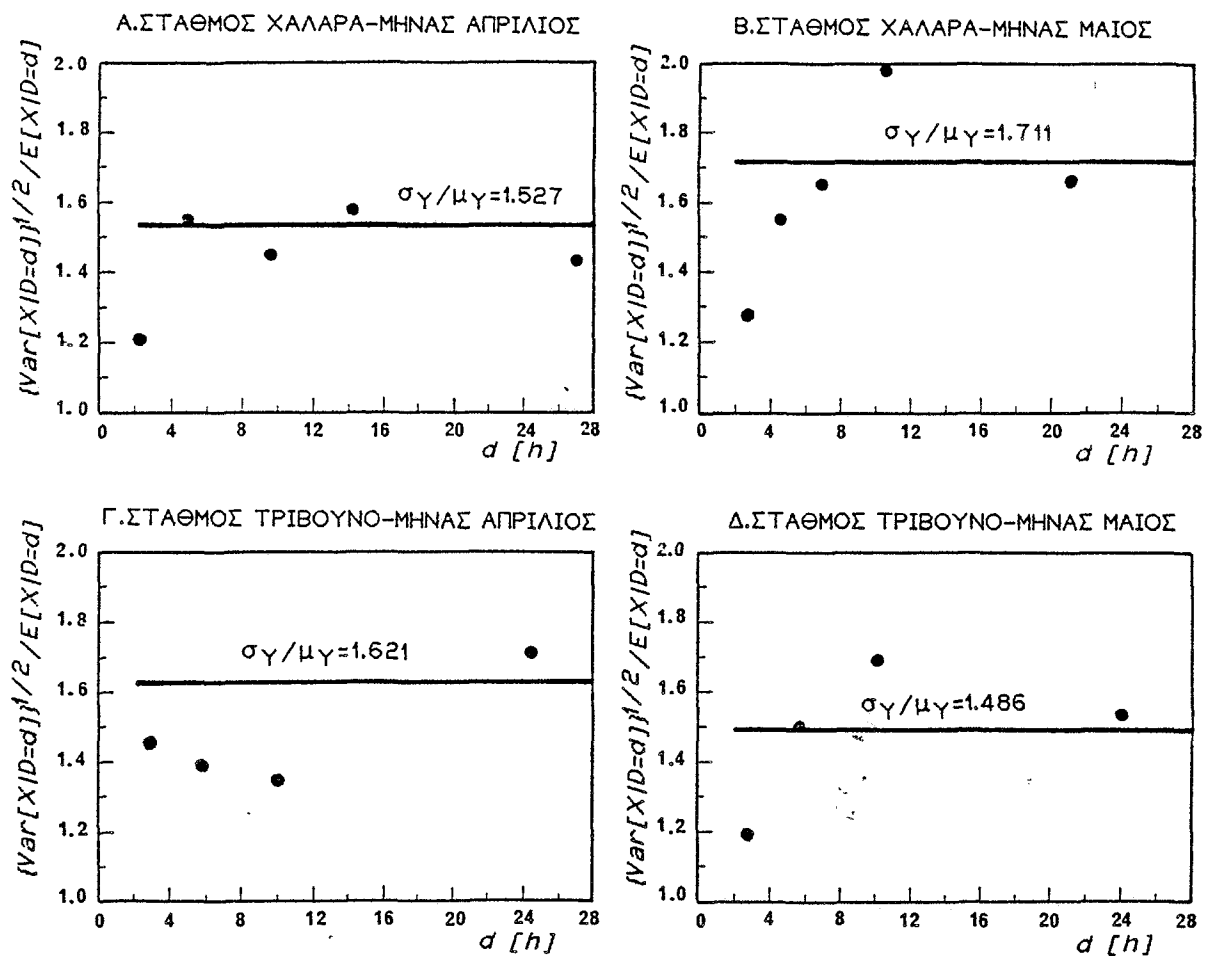 Α.ΣΤΑΘΜΟΣ ΧΑΛΑΡΑ-ΜΗΝΑΣ ΑΠΡΙΛΙΟΣ
{Var[X|D=d]}^1/2/E[X|D=d]
2.0
1.8
1.6
1.4
1.2
1.0
σY/μY=1.527
0 4 8 12 16 20 24 28
d [h]
Β.ΣΤΑΘΜΟΣ ΧΑΛΑΡΑ-ΜΗΝΑΣ ΜΑΙΟΣ
{Var[X|D=d]}^1/2/E[X|D=d]
2.0
1.8
1.6
1.4
1.2
1.0
σY/μY=1.711
0 4 8 12 16 20 24 28
d [h]
Γ.ΣΤΑΘΜΟΣ ΤΡΙΒΟΥΝΟ-ΜΗΝΑΣ ΑΠΡΙΛΙΟΣ
{Var[X|D=d]}^1/2/E[X|D=d]
2.0
1.8
1.6
1.4
1.2
1.0
σY/μY=1.621
0 4 8 12 16 20 24 28
d [h]
Δ.ΣΤΑΘΜΟΣ ΤΡΙΒΟΥΝΟ-ΜΗΝΑΣ ΜΑΙΟΣ
{Var[X|D=d]}^1/2/E[X|D=d]
2.0
1.8
1.6
1.4
1.2
1.0
σY/μY=1.486
0 4 8 12 16 20 24 28
d [h]